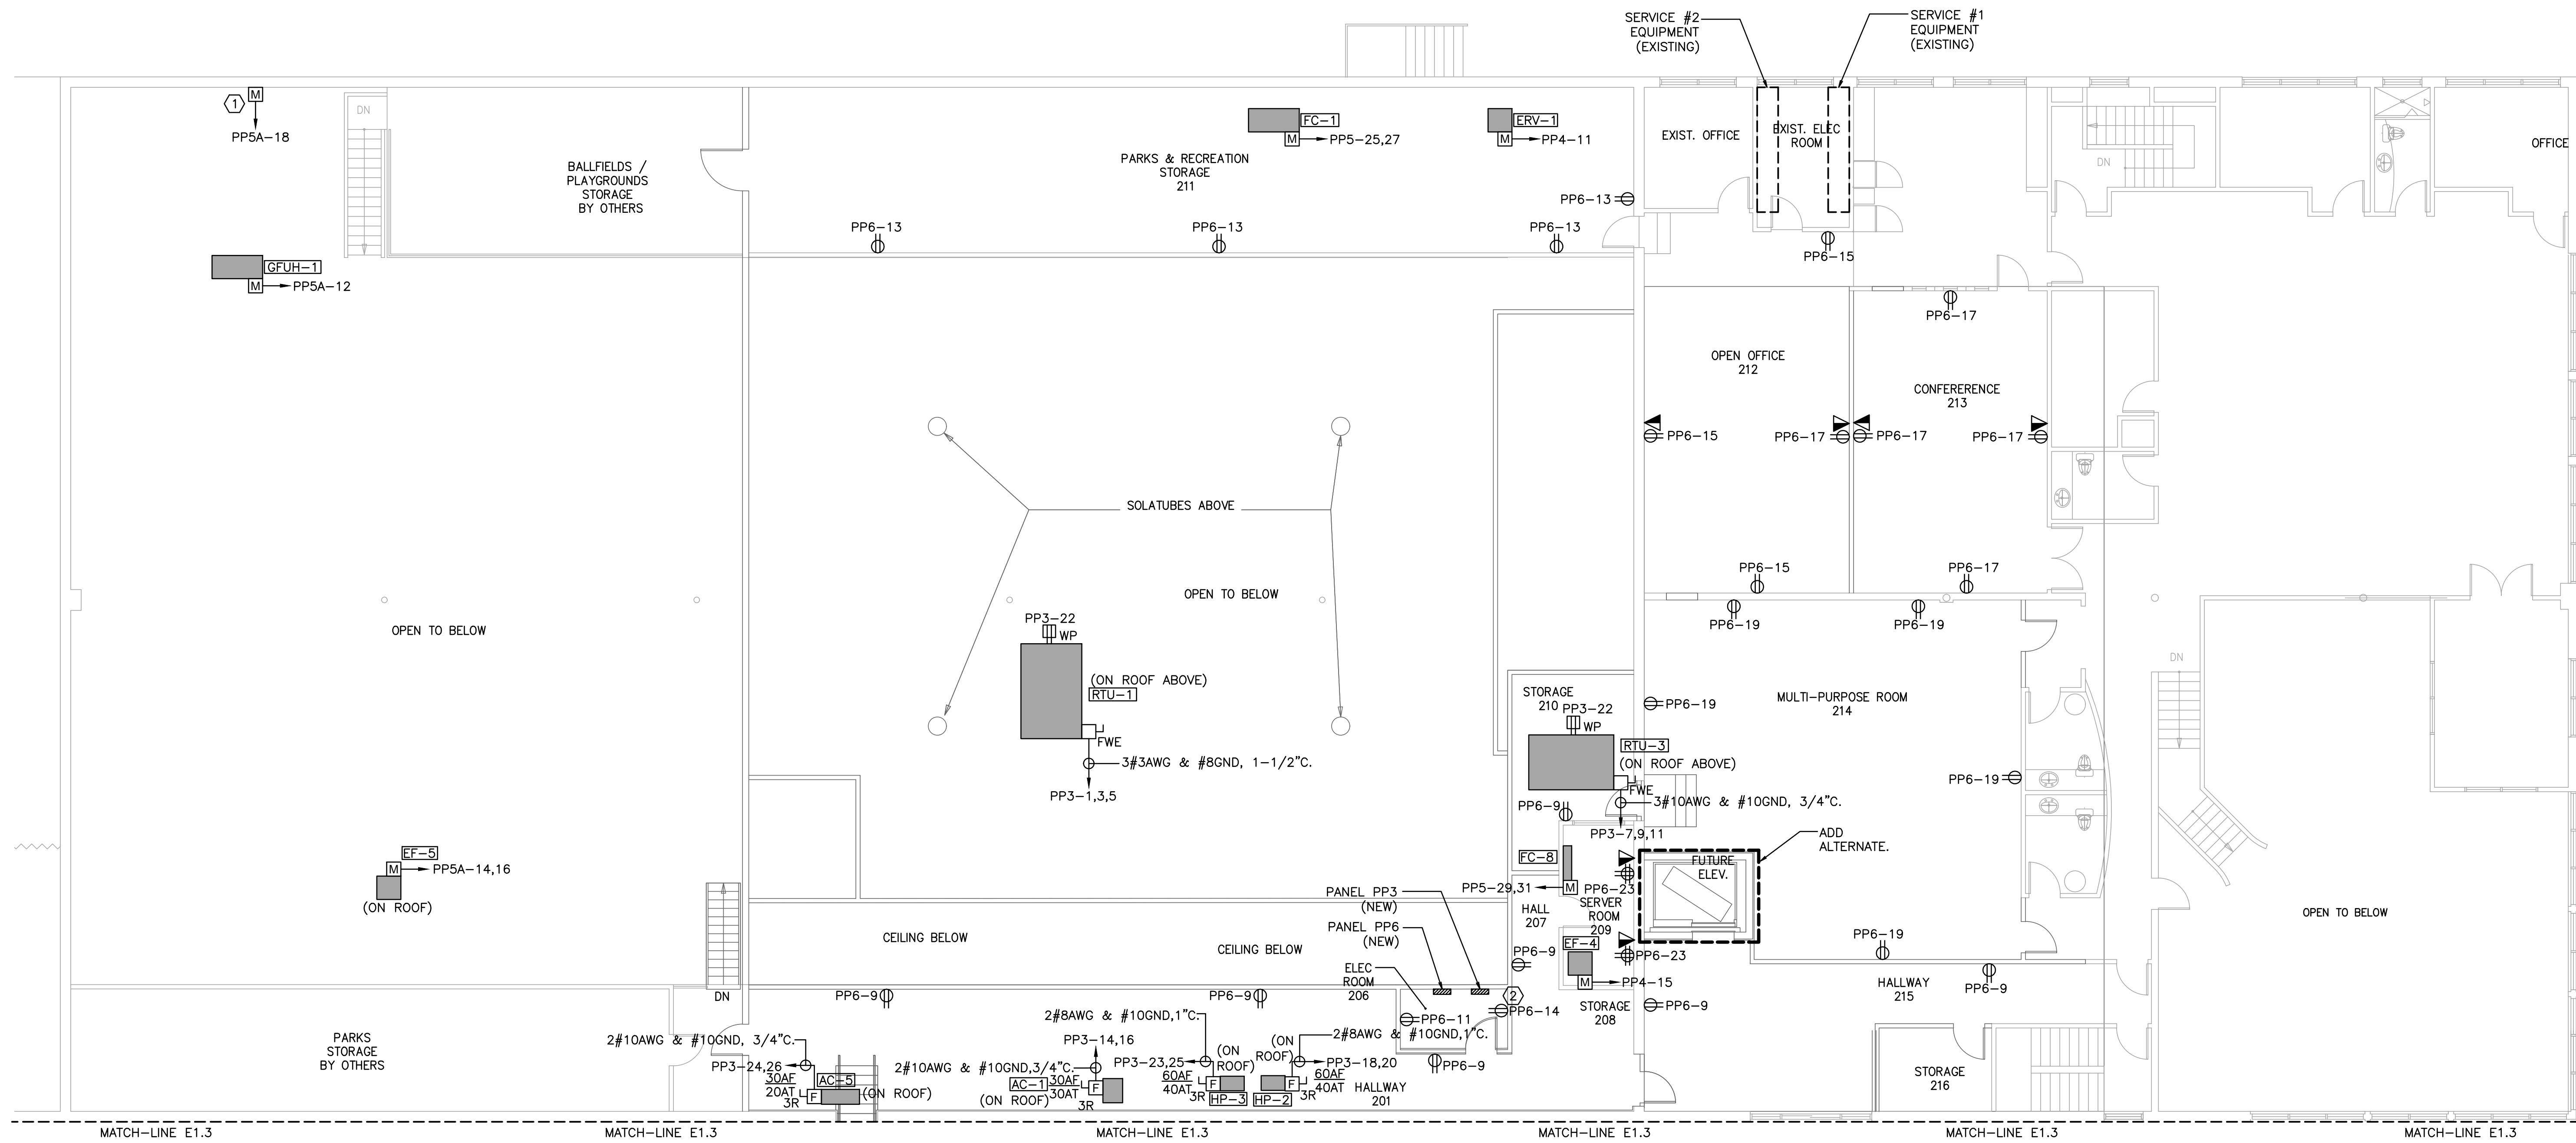 SERVICE #2
EQUIPMENT
(EXISTING)
SERVICE #1
EQUIPMENT
(EXISTING)
M
1
PP5A-18
DN
BALLFIELDS /
PLAYGROUNDS
STORAGE
BY OTHERS
PARKS & RECREATION
STORAGE
211
FC-1
M
PP5-25,27
ERV-1
M
PP4-11
EXIST. OFFICE
EXIST. ELEC
ROOM
DN
OFFICE
PP6-13
PP6-13
PP6-13
PP6-13
PP6-15
GFUH-1
M
PP5A-12
PP6-17
OPEN OFFICE
212
CONFERERENCE
213
PP6-15
PP6-17
PP6-17
PP6-17
SOLATUBES ABOVE
PP6-15
PP6-17
OPEN TO BELOW
OPEN TO BELOW
PP3-22
WP
(ON ROOF ABOVE)
RTU-1
FWE
3#3AWG & #8GND, 1-1/2"C.
PP3-1,3,5
PP6-19
PP6-19
DN
STORAGE
210
PP3-22
WP
RTU-3
(ON ROOF ABOVE)
FWE
3#10AWG & #10GND, 3/4"C.
PP3-7,9,11
PP6-19
MULTI-PURPOSE ROOM
214
PP6-19
PP6-9
ADD
ALTERNATE.
FUTURE
ELEV.
EF-5
M
PP5A-14,16
(ON ROOF)
FC-8
PP5-29,31
M
PP6-23
SERVER
ROOM
209
PANEL PP3
(NEW)
PANEL PP6
(NEW)
HALL
207
CEILING BELOW
CEILING BELOW
ELEC
ROOM
206
PP6-9
EF-4
M
PP4-15
PP6-23
PP6-19
HALLWAY
215
PP6-9
OPEN TO BELOW
DN
PP6-9
PP6-9
2
PP6-14
PP6-11
STORAGE
208
PP6-9
PARKS
STORAGE
BY OTHERS
2#10AWG & #10GND, 3/4"C.
PP3-24,26
30AF
20AT
3R
F
AC-5
(ON ROOF)
PP3-14,16
2#10AWG & #10GND,3/4"C.
AC-1
30AF
30AT
3R
F
(ON ROOF)
2#8AWG & #10GND,1"C.
PP3-23,25
(ON
ROOF)
60AF
40AT
3R
F
HP-3
2#8AWG & #10GND,1"C.
(ON
ROOF)
PP3-18,20
HP-2
F
3R
60AF
40AT
HALLWAY
201
PP6-9
STORAGE
216
MATCH-LINE E1.3
MATCH-LINE E1.3
MATCH-LINE E1.3
MATCH-LINE E1.3
MATCH-LINE E1.3
MATCH-LINE E1.3